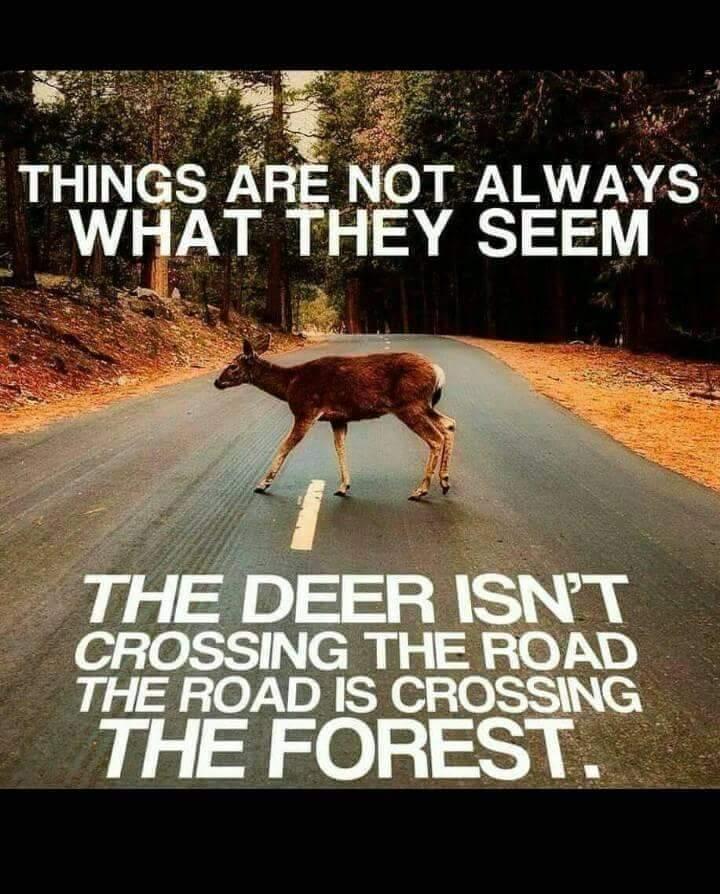 THINGS ARE NOT ALWAYS
WHAT THEY SEEM
THE DEER ISN'T
CROSSING THE ROAD
THE ROAD IS CROSSING
THE FOREST.